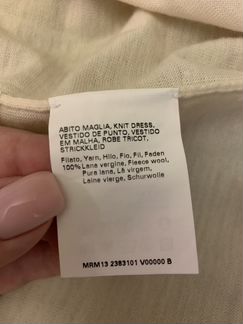 ABITO MAGLIA, KNIT DRESS,
VESTIDO DE PUNTO, VESTIDO
EM MALHA, ROBE TRICOT,
STRICKKLEID
Filato, Yarn, Hilo, Fio, Fil, Faden
100% Lana vergine, Fleece wool,
Pura lana, Lã virgem,
Laine vierge, Schurwolle
MRM13 2383101 V00000 B